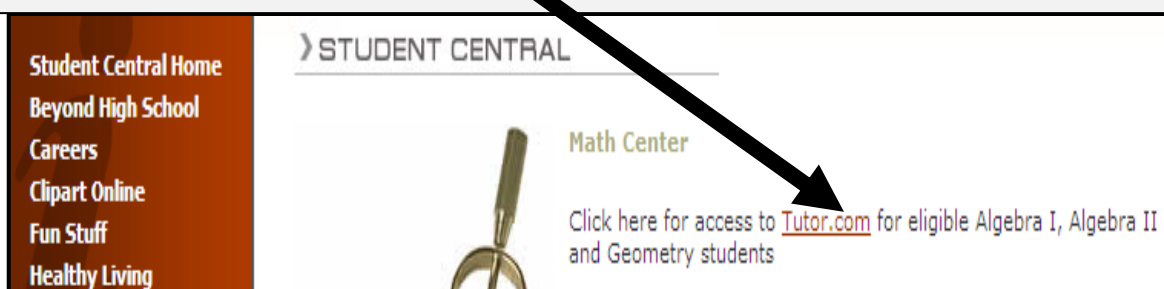 Student Central Home
Beyond High School
Careers
Clipart Online
Fun Stuff
Healthy Living
STUDENT CENTRAL
Math Center
Click here for access to Tutor.com for eligible Algebra I, Algebra II
and Geometry students